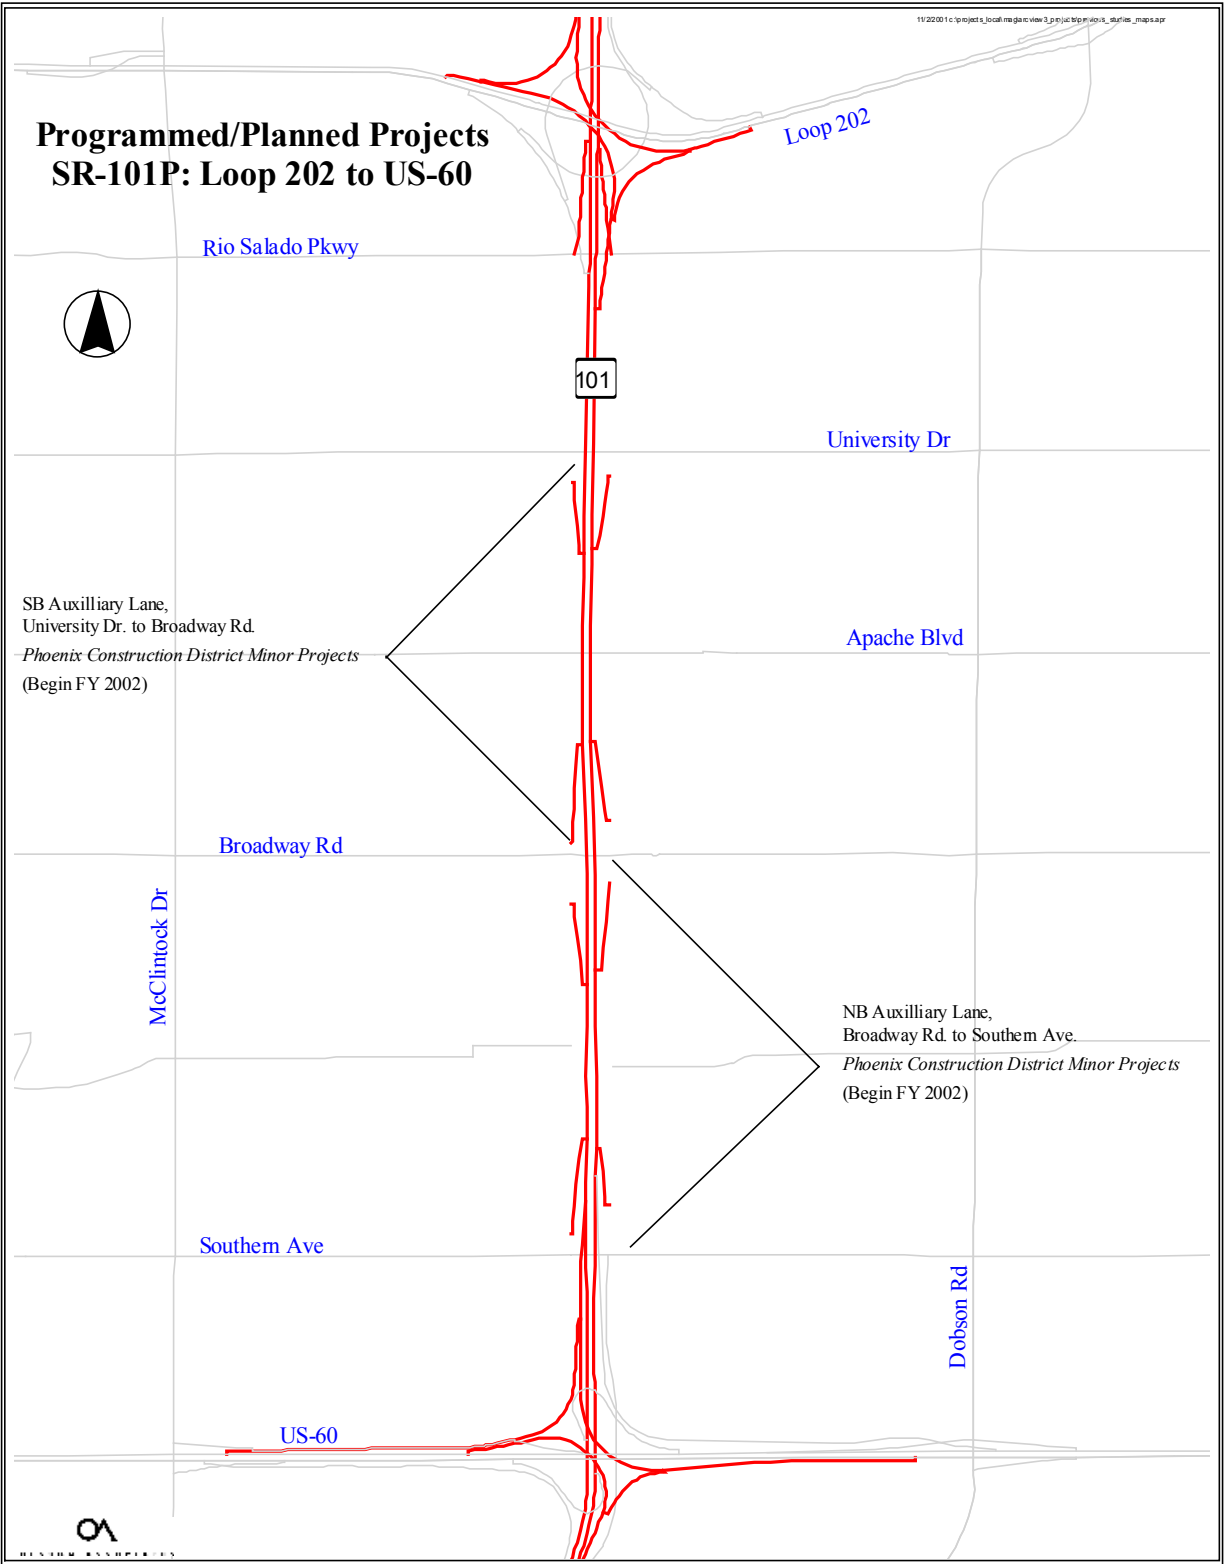 Programmed/Planned Projects
SR-101P: Loop 202 to US-60
Loop 202
Rio Salado Pkwy
101
University Dr
SB Auxilliary Lane,
University Dr. to Broadway Rd.
Phoenix Construction District Minor Projects
(Begin FY 2002)
Apache Blvd
Broadway Rd
McClintock Dr
NB Auxilliary Lane,
Broadway Rd. to Southern Ave.
Phoenix Construction District Minor Projects
(Begin FY 2002)
Southern Ave
Dobson Rd
US-60